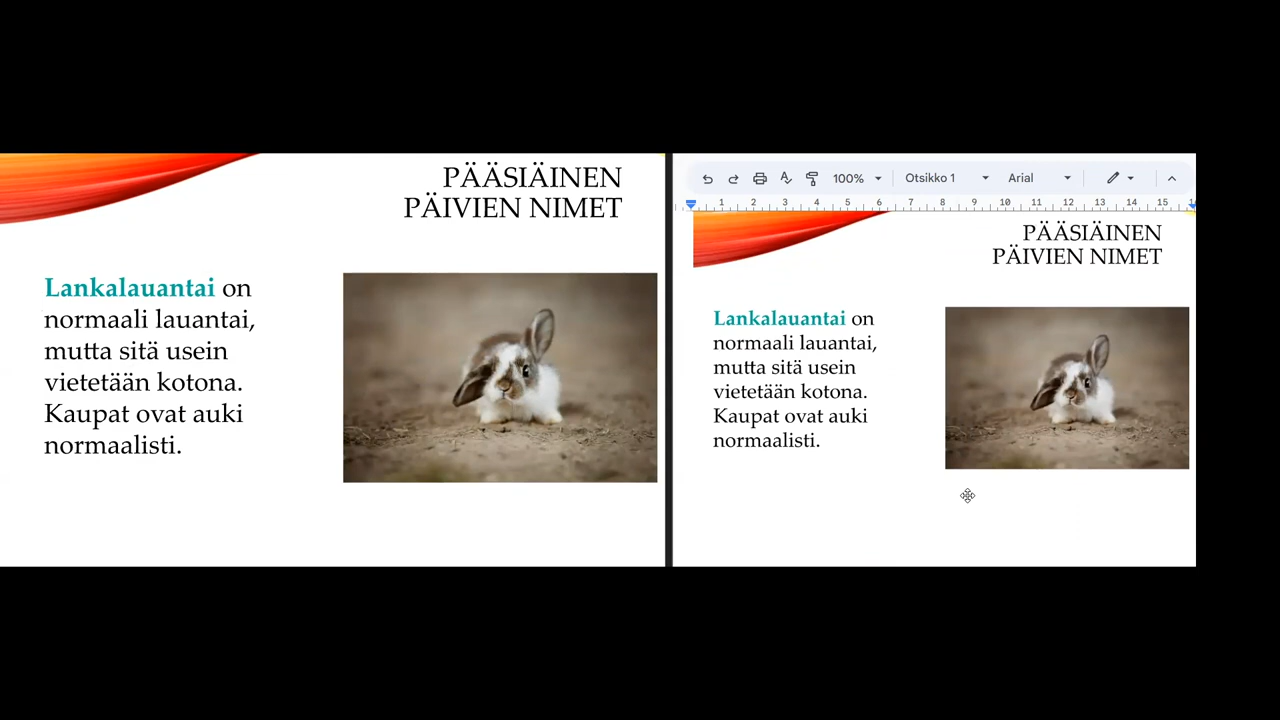 PÄÄSIÄINEN
PÄIVIEN NIMET
Lankalauantai on
normaali lauantai,
mutta sitä usein
vietetään kotona.
Kaupat ovat auki
normaalisti.
100% Otsikko 1 Arial
1 2 3 4 5 6 7 8 9 10 11 12 13 14 15
PÄÄSIÄINEN
PÄIVIEN NIMET
Lankalauantai on
normaali lauantai,
mutta sitä usein
vietetään kotona.
Kaupat ovat auki
normaalisti.